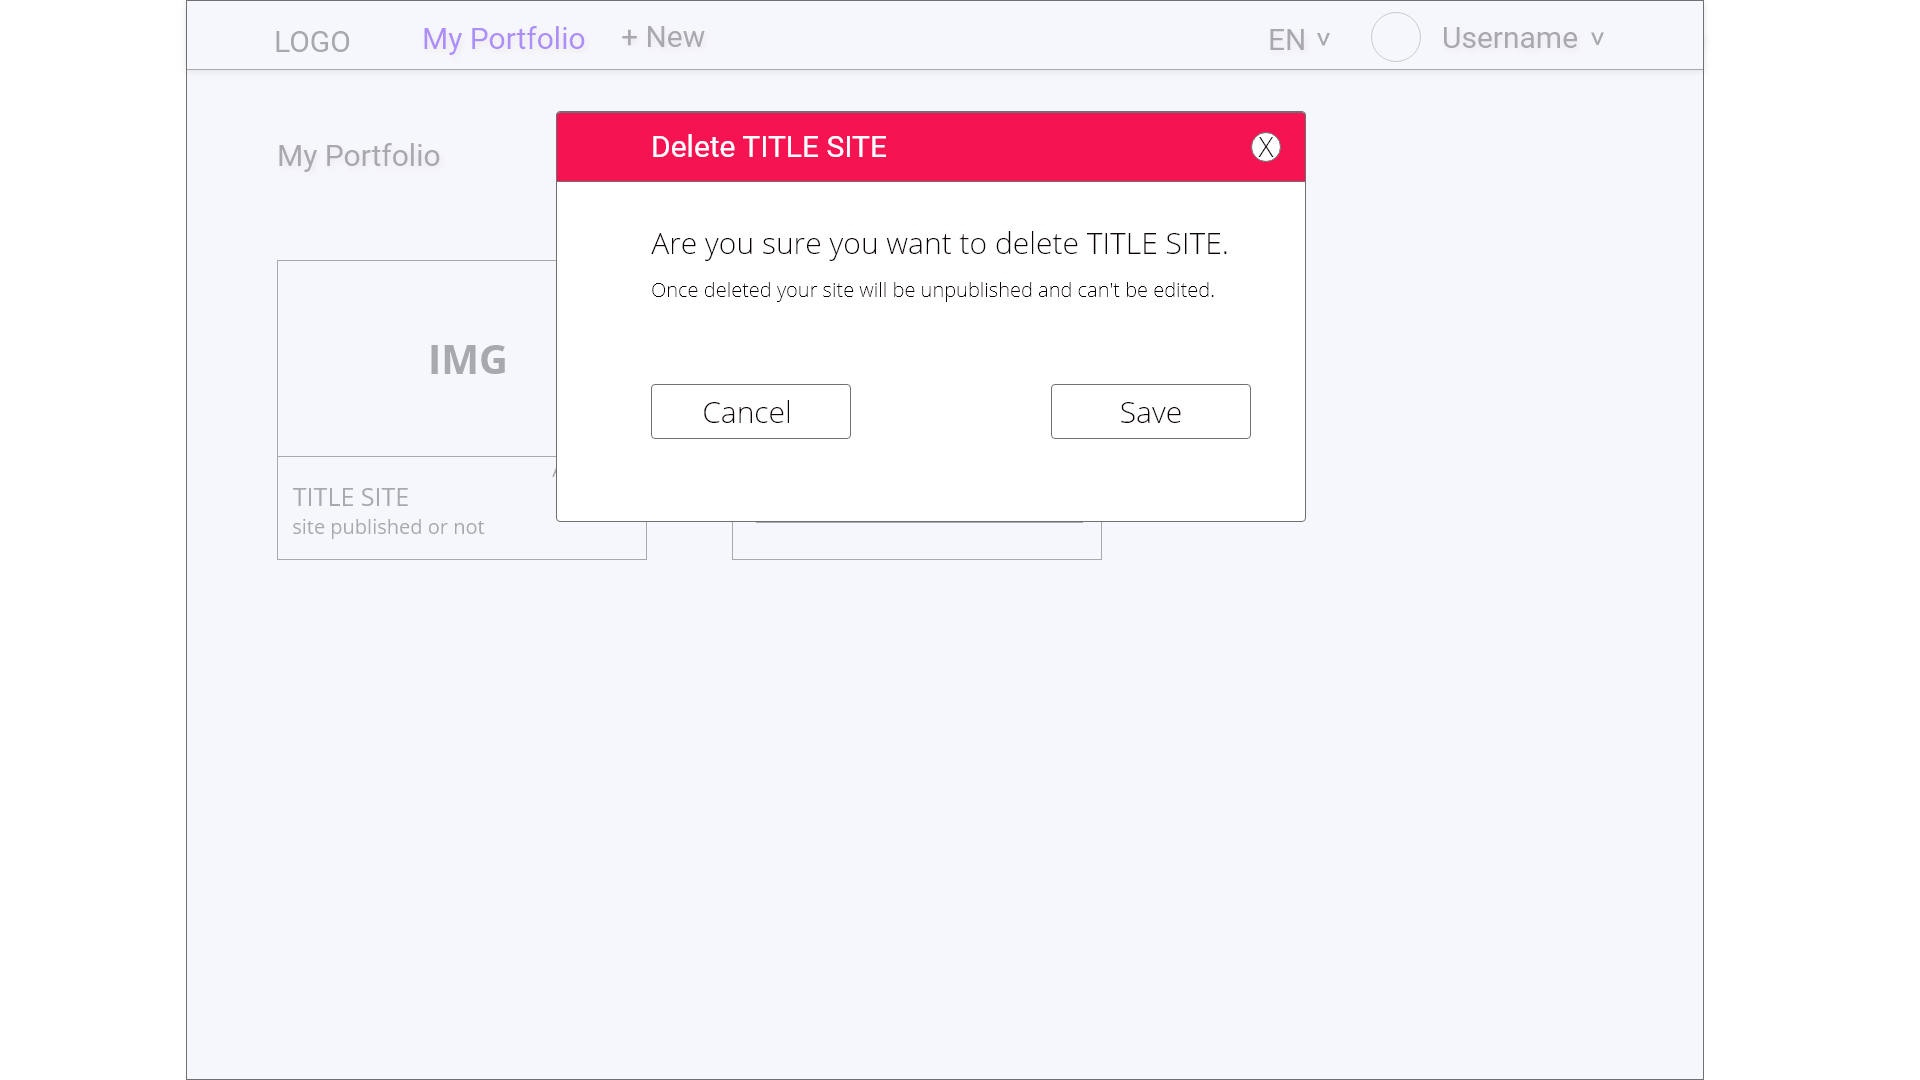 LOGO My Portfolio + New EN v Username v
My Portfolio
Delete TITLE SITE X
Are you sure you want to delete TITLE SITE.
Once deleted your site will be unpublished and can't be edited.
IMG
Cancel Save
TITLE SITE
site published or not